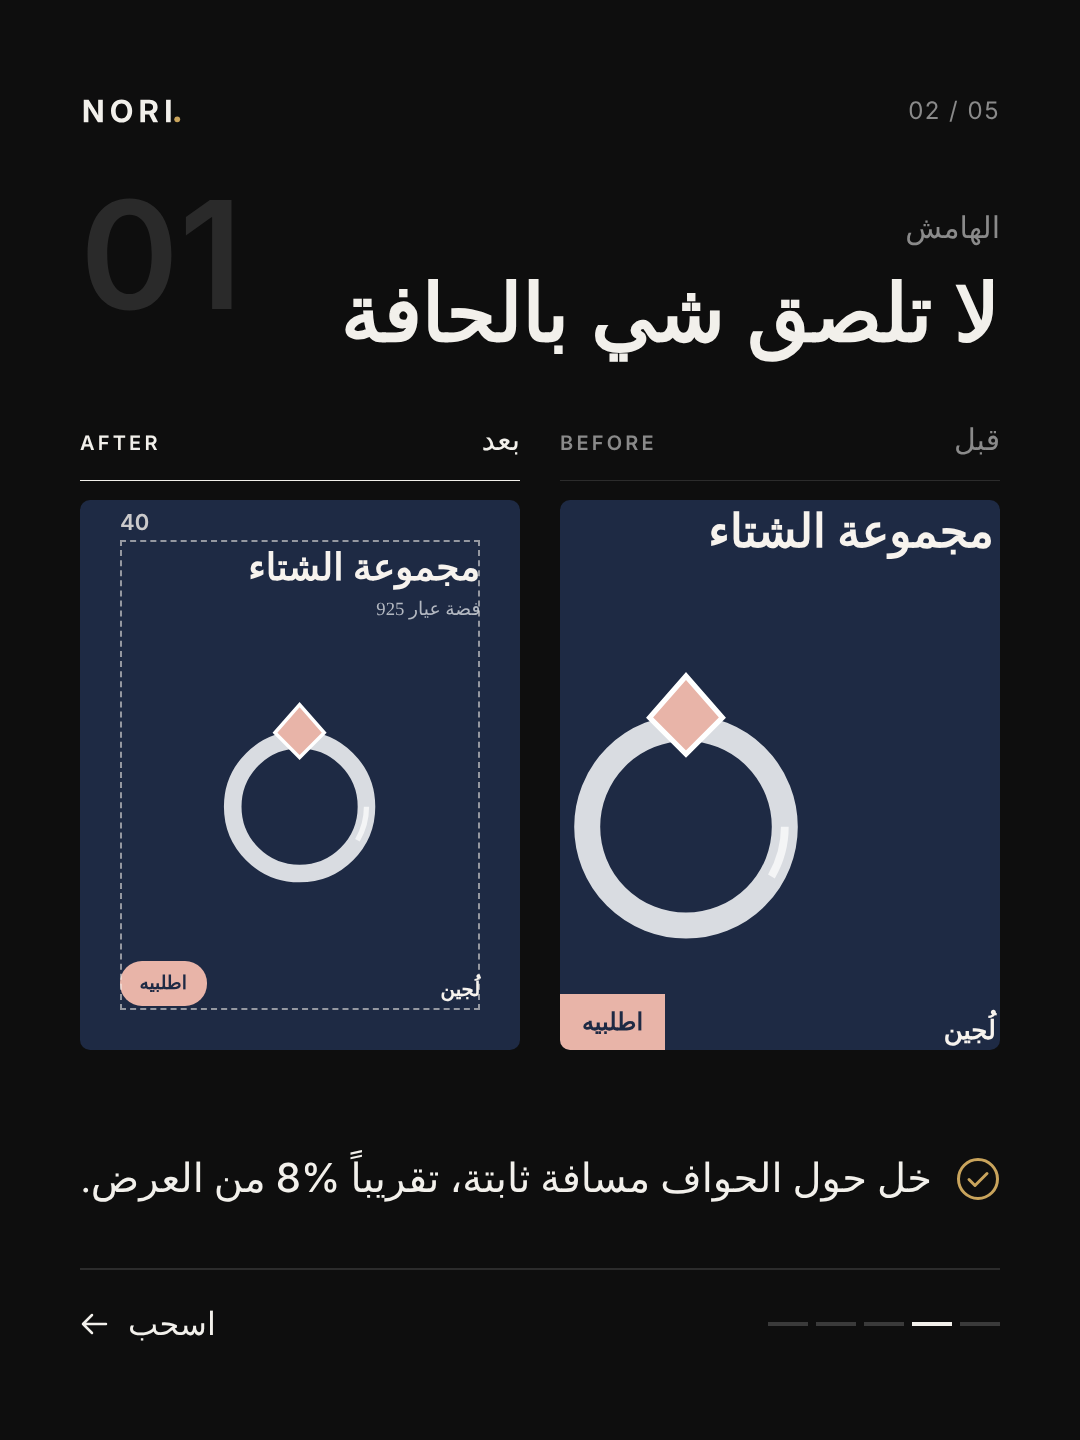 NORI.
02 / 05
01
الهامش
لا تلصق شي بالحافة
قبل
BEFORE
بعد
AFTER
مجموعة الشتاء
اطلبيه
لُجين
40
مجموعة الشتاء
فضة عيار 925
اطلبيه
لُجين
خل حول الحواف مسافة ثابتة، تقريباً 8% من العرض.
اسحب